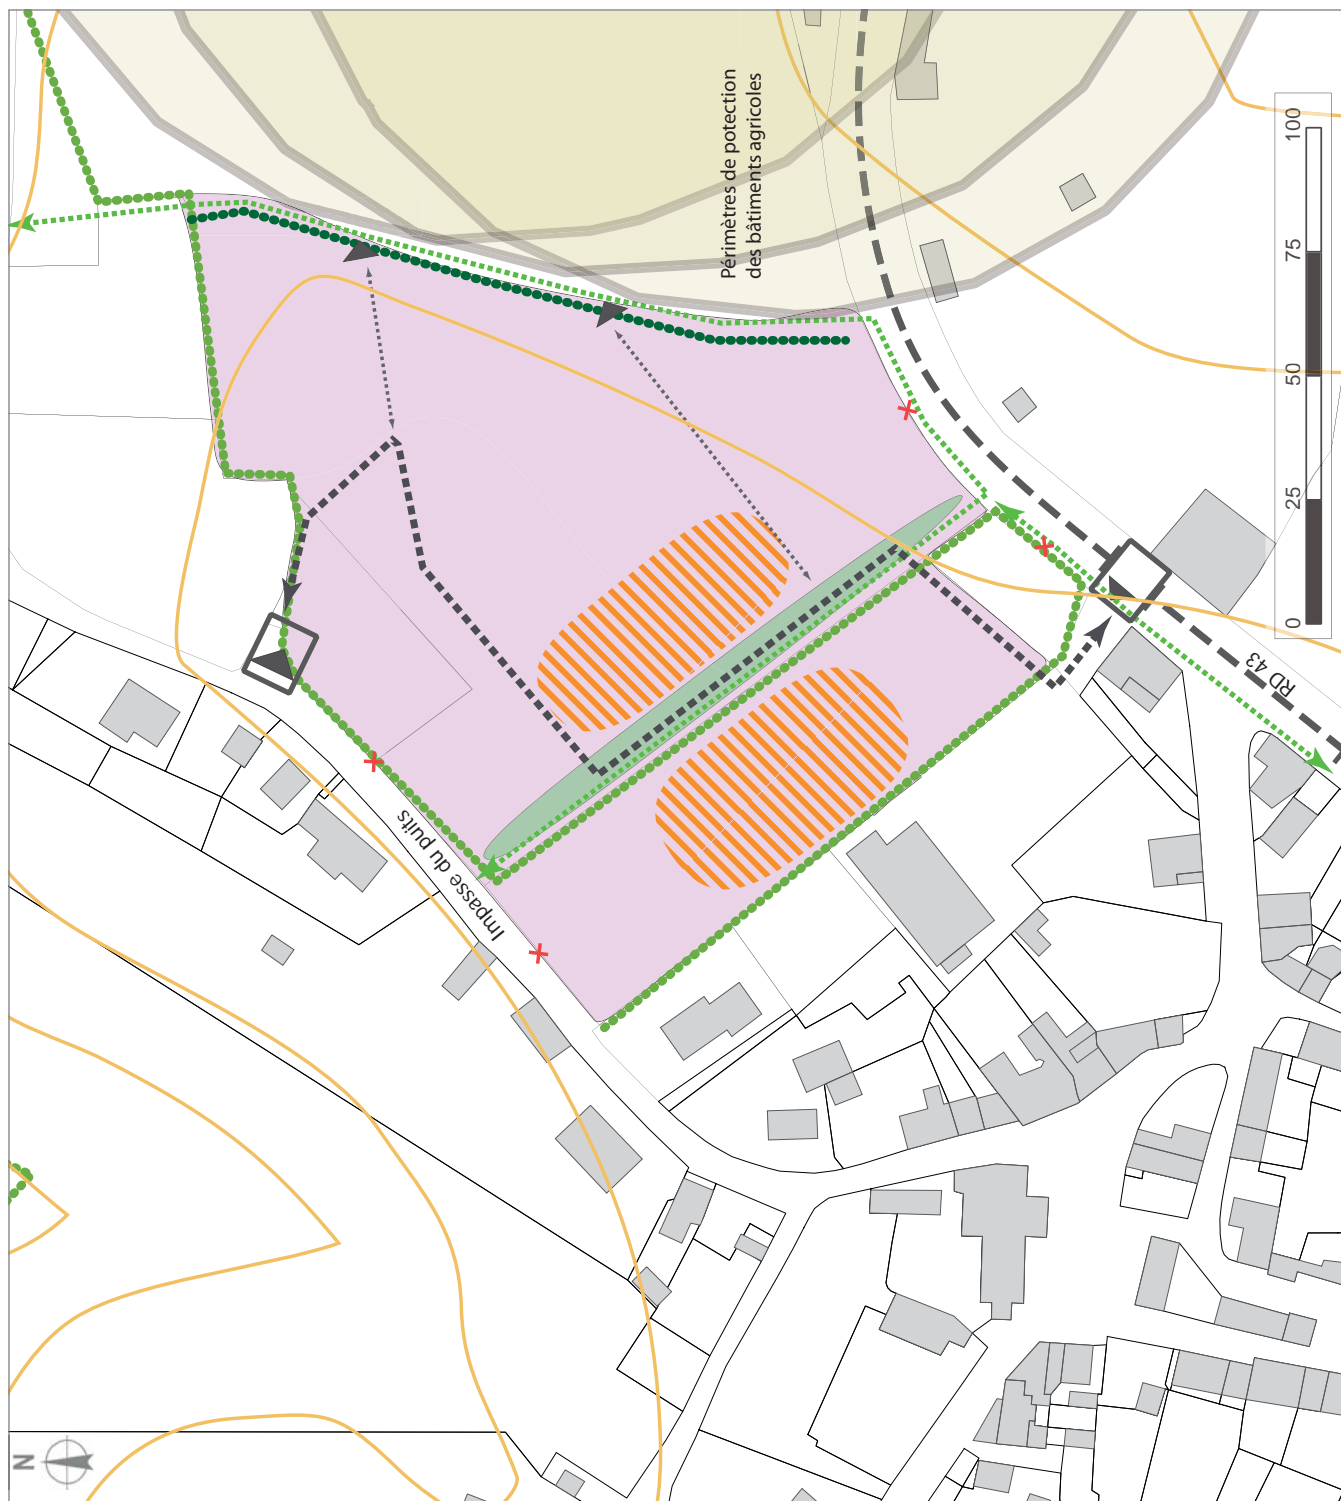 Périmètres de potection
des bâtiments agricoles
Impasse du puits
RD 43
0 25 50 75 100
N